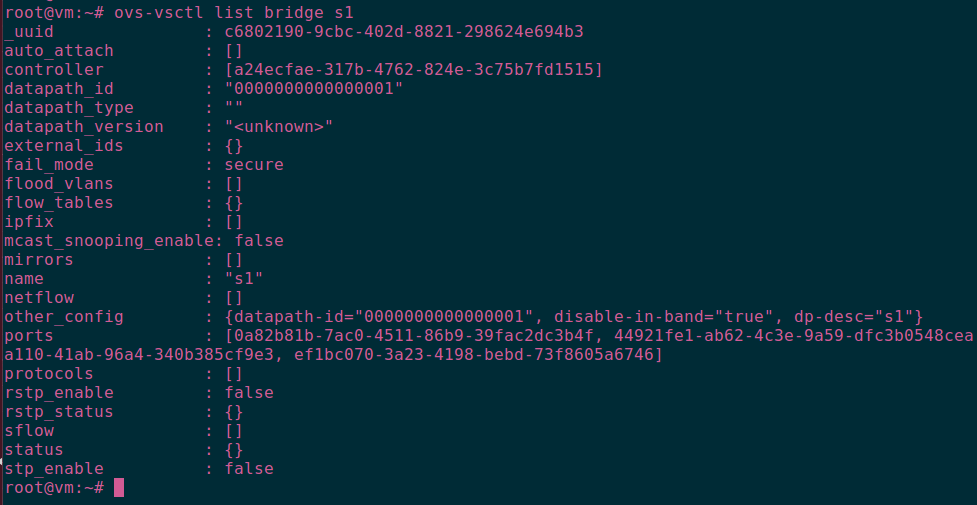 root@vm:~# ovs-vsctl list bridge s1
_uuid               : c6802190-9cbc-402d-8821-298624e694b3
auto_attach         : []
controller          : [a24ecfae-317b-4762-824e-3c75b7fd1515]
datapath_id         : "0000000000000001"
datapath_type       : ""
datapath_version    : "<unknown>"
external_ids        : {}
fail_mode           : secure
flood_vlans         : []
flow_tables         : {}
ipfix               : []
mcast_snooping_enable: false
mirrors             : []
name                : "s1"
netflow             : []
other_config        : {datapath-id="0000000000000001", disable-in-band="true", dp-desc="s1"}
ports               : [0a82b81b-7ac0-4511-86b9-39fac2dc3b4f, 44921fe1-ab62-4c3e-9a59-dfc3b0548cea
a110-41ab-96a4-340b385cf9e3, ef1bc070-3a23-4198-bebd-73f8605a6746]
protocols           : []
rstp_enable         : false
rstp_status         : {}
sflow               : []
status              : {}
stp_enable          : false
root@vm:~#